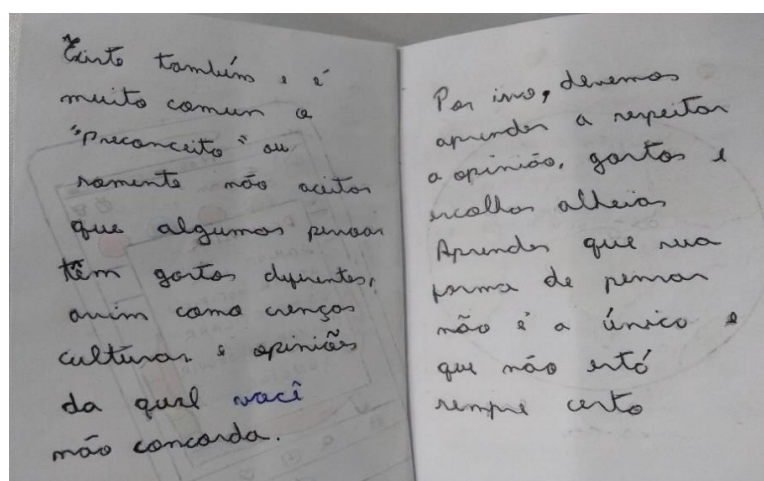 Existe também, e é
muito comum o
"Preconceito" ou
somente não aceitar
que algumas pessoas
têm gostos diferentes,
assim como crenças
culturas e opiniões
da qual você
não concorda.
Por isso, devemos
aprender a respeitar
a opinião, gostos e
escolhas alheias
Aprender que sua
forma de pensar
não é a única e
que não está
sempre certo